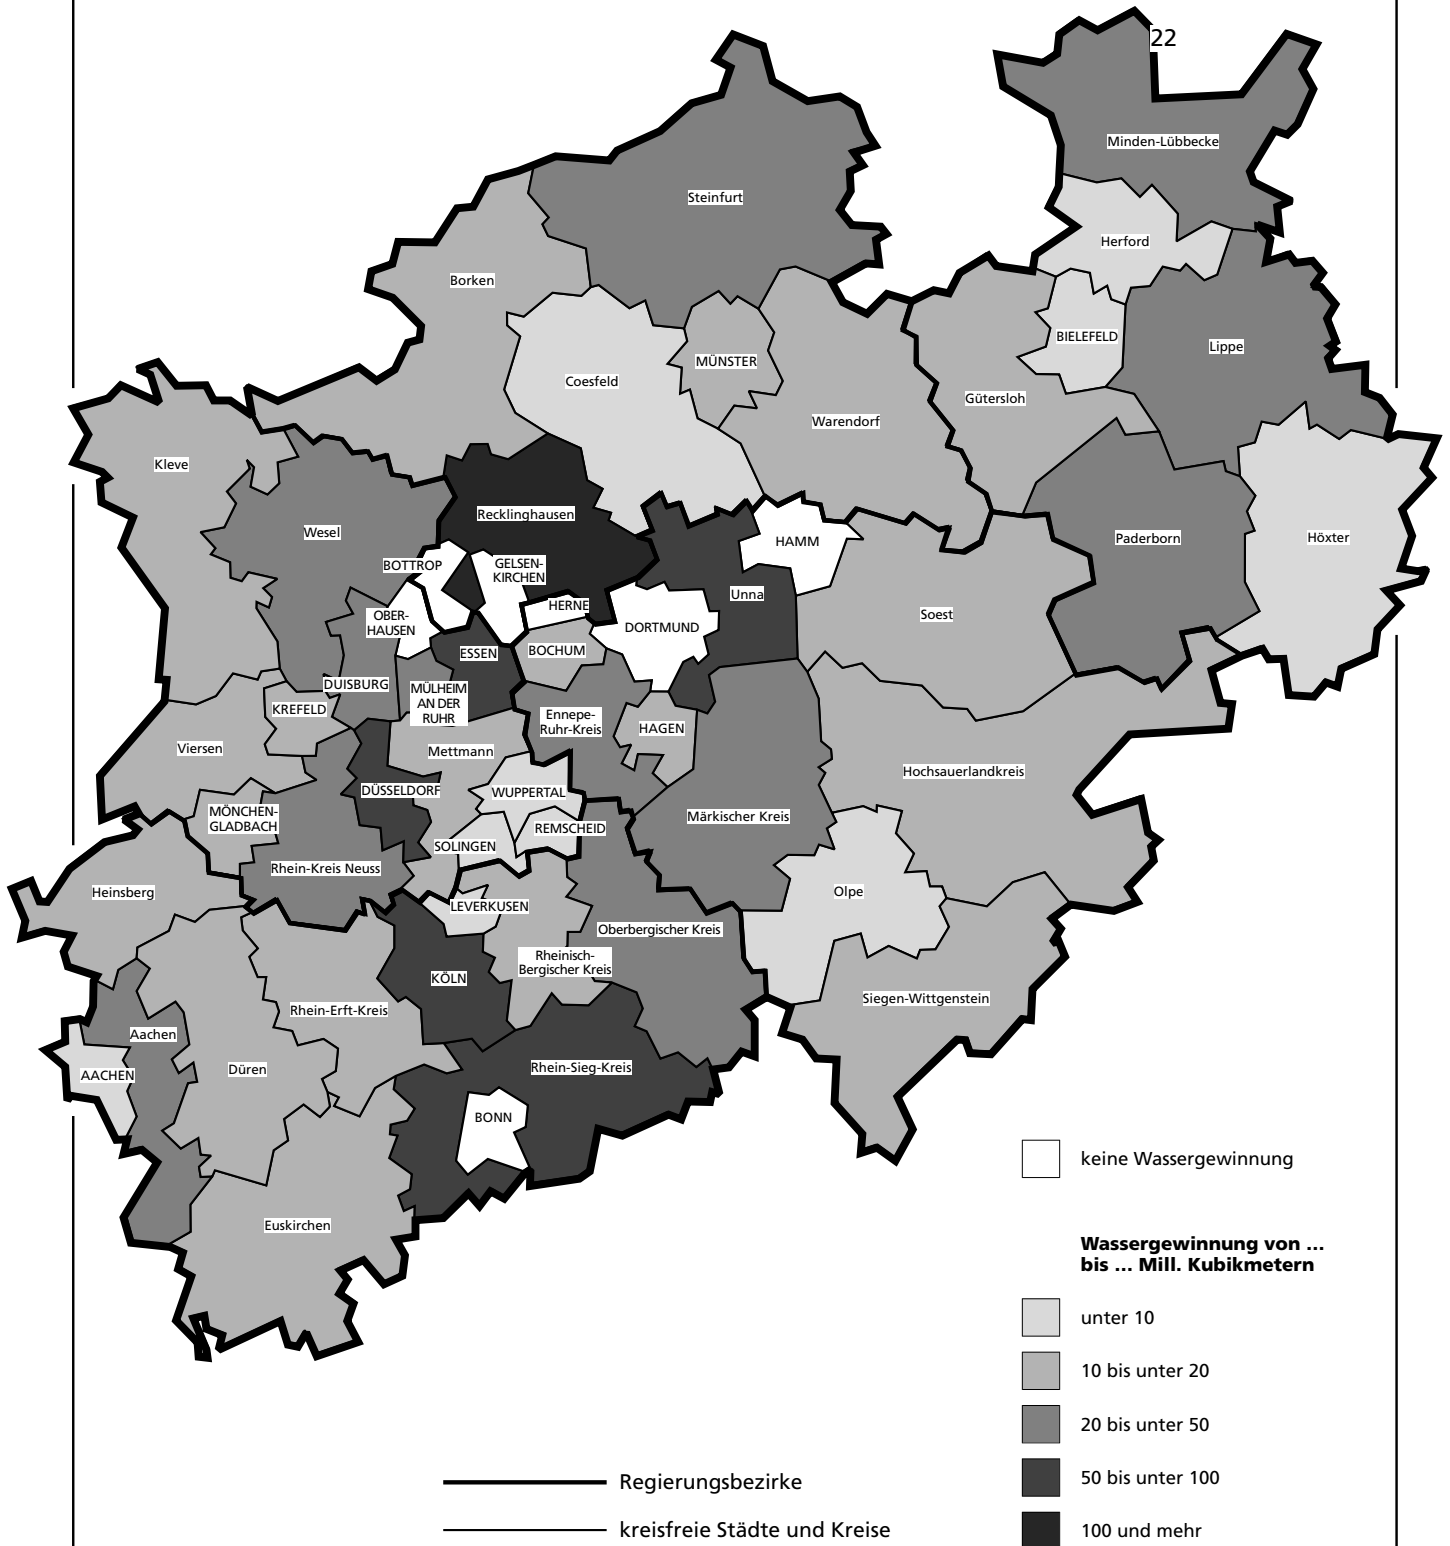 22
Minden-Lübbecke
Steinfurt
Herford
Borken
BIELEFELD
Lippe
MÜNSTER
Coesfeld
Gütersloh
Warendorf
Kleve
Recklinghausen
Wesel
Paderborn
Höxter
HAMM
BOTTROP
GELSEN-
KIRCHEN
Unna
HERNE
Soest
OBER-
HAUSEN
DORTMUND
BOCHUM
ESSEN
DUISBURG
MÜLHEIM
AN DER
RUHR
KREFELD
Ennepe-
Ruhr-Kreis
HAGEN
Viersen
Mettmann
Hochsauerlandkreis
DÜSSELDORF
WUPPERTAL
MÖNCHEN-
GLADBACH
Märkischer Kreis
REMSCHEID
SOLINGEN
Rhein-Kreis Neuss
Heinsberg
Olpe
LEVERKUSEN
Oberbergischer Kreis
Rheinisch-
Bergischer Kreis
KÖLN
Siegen-Wittgenstein
Rhein-Erft-Kreis
Aachen
Düren
Rhein-Sieg-Kreis
AACHEN
BONN
Euskirchen
keine Wassergewinnung
Wassergewinnung von ...
bis ... Mill. Kubikmetern
unter 10
10 bis unter 20
20 bis unter 50
50 bis unter 100
100 und mehr
Regierungsbezirke
kreisfreie Städte und Kreise